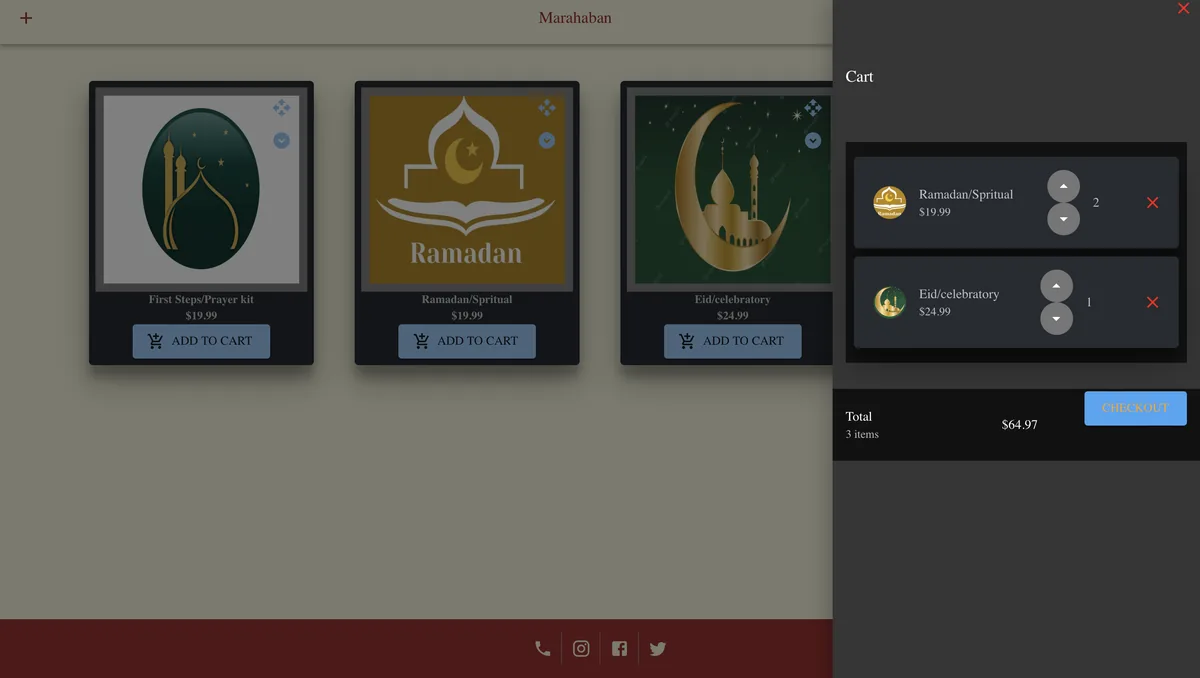 Marahaban
Ramadan
First Steps/Prayer kit
$19.99
ADD TO CART
Ramadan/Spritual
$19.99
ADD TO CART
Eid/celebratory
$24.99
ADD TO CART
Cart
Ramadan/Spritual
$19.99
2
Eid/celebratory
$24.99
1
Total
3 items
$64.97
CHECKOUT